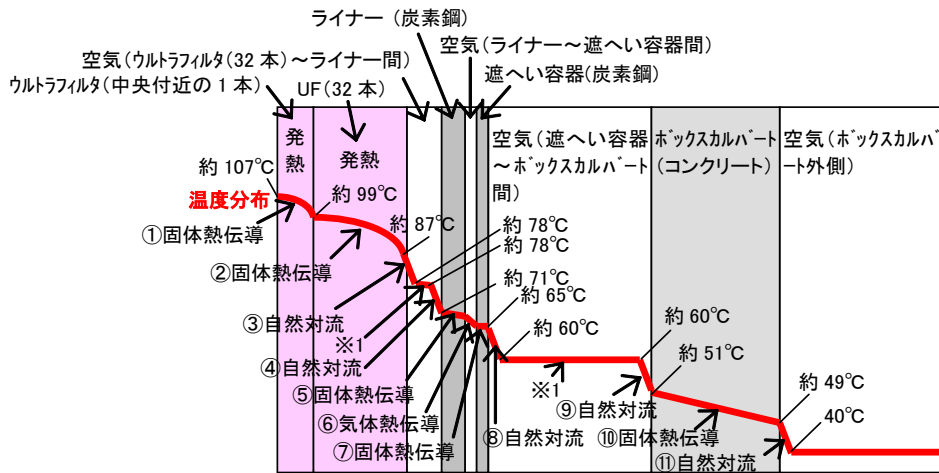 ライナー (炭素鋼)
空気(ウルトラフィルタ(32 本)～ライナー間)
空気(ライナー～遮へい容器間)
ウルトラフィルタ(中央付近の 1 本)
UF(32 本)
遮へい容器(炭素鋼)
発熱
発熱
空気(遮へい容器
～ボックスカルバート
間)
ボックスカルバート
(コンクリート)
空気(ボックスカルバ
ート外側)
約 107℃
温度分布
約 99℃
約 87℃
約 78℃
約 78℃
約 71℃
約 65℃
約 60℃
約 60℃
約 51℃
約 49℃
40℃
①固体熱伝導
②固体熱伝導
③自然対流
※1
④自然対流
⑤固体熱伝導
⑥気体熱伝導
⑦固体熱伝導
⑧自然対流
※1
⑨自然対流
⑩固体熱伝導
⑪自然対流